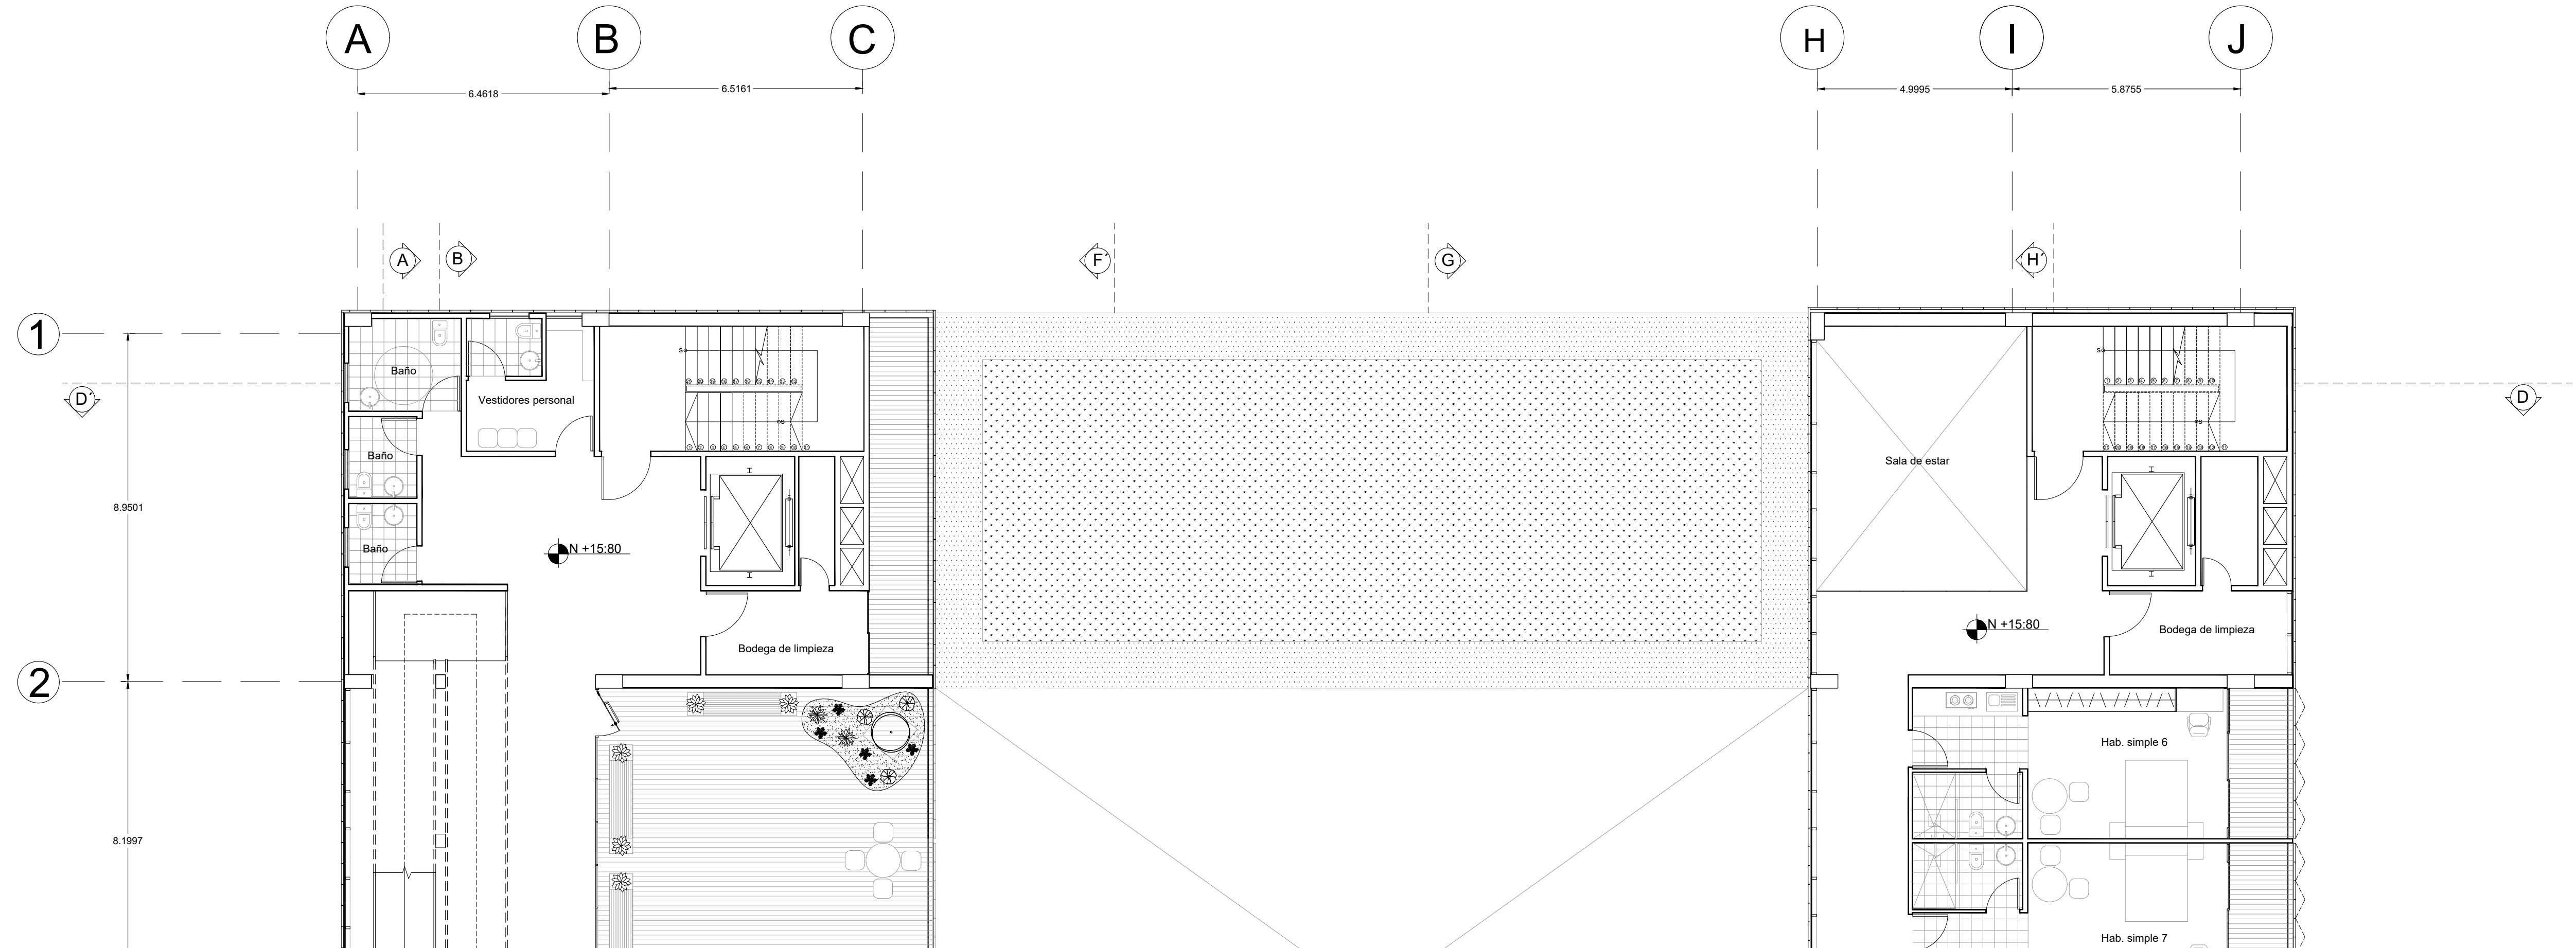 A B C H I J
6.4618 6.5161 4.9995 5.8755
A B F´ G H´
1
Baño
Vestidores personal
D´ D
S S
S S
Baño
Sala de estar
8.9501
Baño
N +15:80
N +15:80
Bodega de limpieza
Bodega de limpieza
2
Hab. simple 6
8.1997
Hab. simple 7